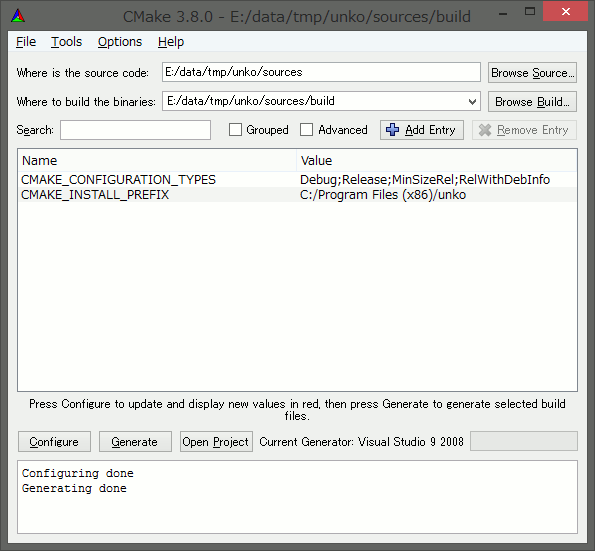 CMake 3.8.0 - E:/data/tmp/unko/sources/build
File Tools Options Help
Where is the source code: E:/data/tmp/unko/sources Browse Source...
Where to build the binaries: E:/data/tmp/unko/sources/build Browse Build...
Search: Grouped Advanced Add Entry Remove Entry
Name Value
CMAKE_CONFIGURATION_TYPES Debug;Release;MinSizeRel;RelWithDebInfo
CMAKE_INSTALL_PREFIX C:/Program Files (x86)/unko
Press Configure to update and display new values in red, then press Generate to generate selected build
files.
Configure Generate Open Project Current Generator: Visual Studio 9 2008
Configuring done
Generating done